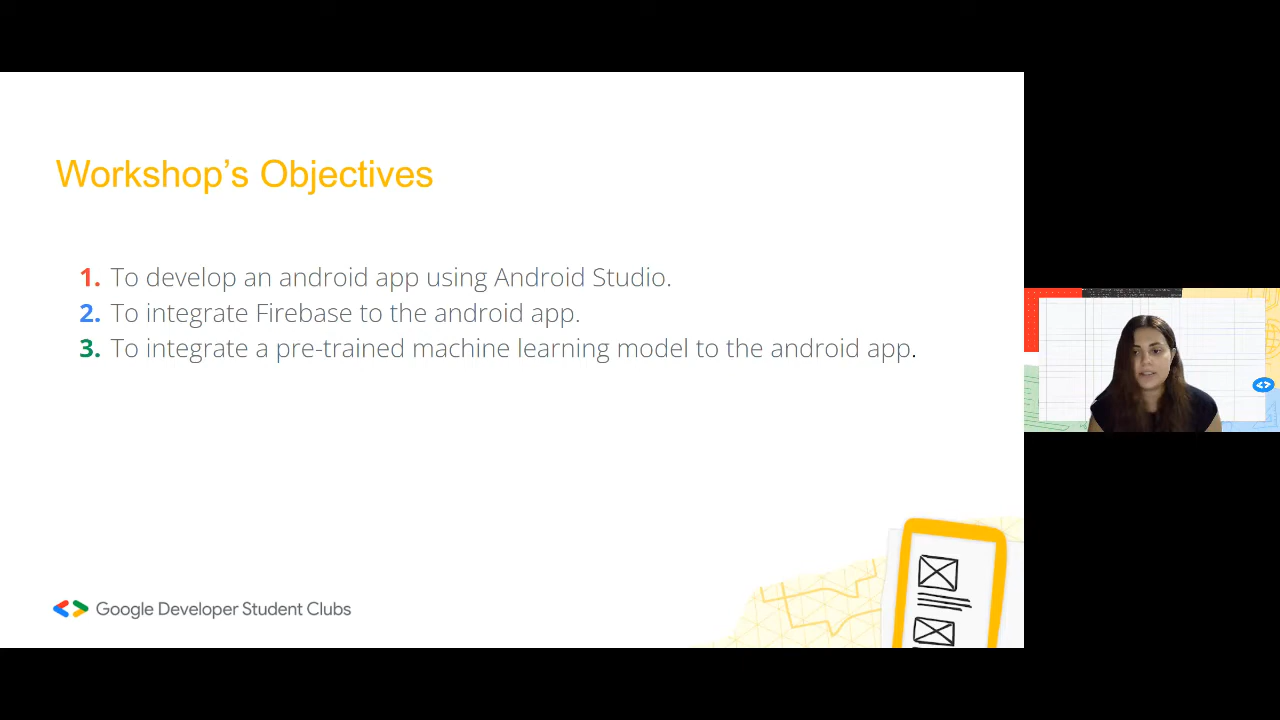 Workshop’s Objectives
1. To develop an android app using Android Studio.
2. To integrate Firebase to the android app.
3. To integrate a pre-trained machine learning model to the android app.
Google Developer Student Clubs